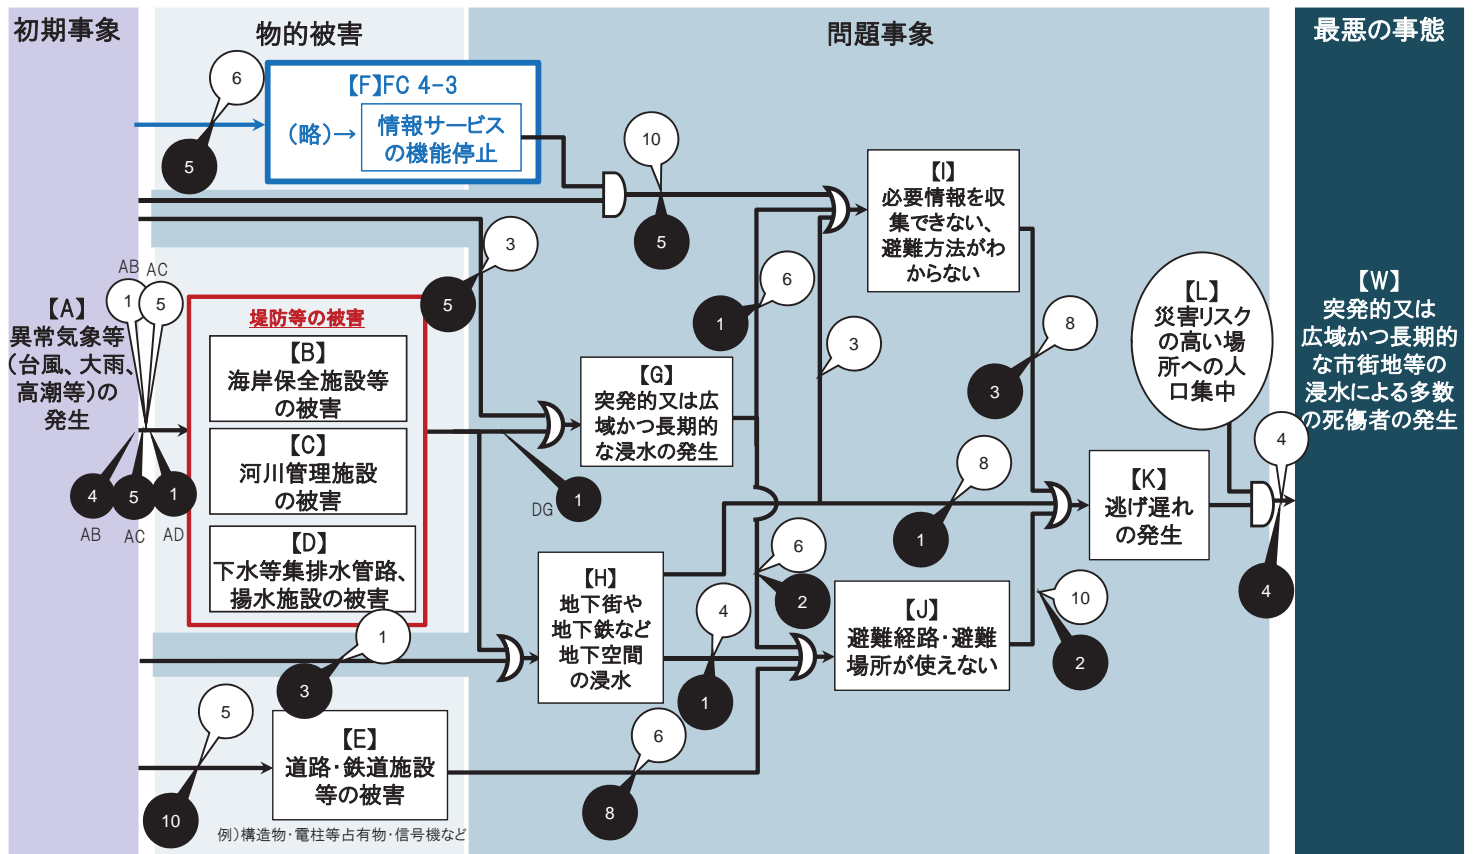 初期事象
物的被害
問題事象
最悪の事態
6
5
【F】FC 4-3
(略)→
情報サービス
の機能停止
10
5
【I】
必要情報を収
集できない、
避難方法がわ
からない
3
5
AB
AC
1
5
【A】
異常気象等
(台風、大雨、
高潮等)の
発生
4
5
1
AB
AC
AD
堤防等の被害
【B】
海岸保全施設等
の被害
【C】
河川管理施設
の被害
【D】
下水等集排水管路、
揚水施設の被害
【G】
突発的又は広
域かつ長期的
な浸水の発生
DG
1
6
1
3
8
3
【L】
災害リスク
の高い場
所への人
口集中
【W】
突発的又は
広域かつ長期的
な市街地等の
浸水による多数
の死傷者の発生
4
4
8
1
【K】
逃げ遅れ
の発生
【H】
地下街や
地下鉄など
地下空間
の浸水
6
2
4
1
【J】
避難経路・避難
場所が使えない
10
2
1
3
5
10
【E】
道路・鉄道施設
等の被害
例)構造物・電柱等占有物・信号機など
6
8